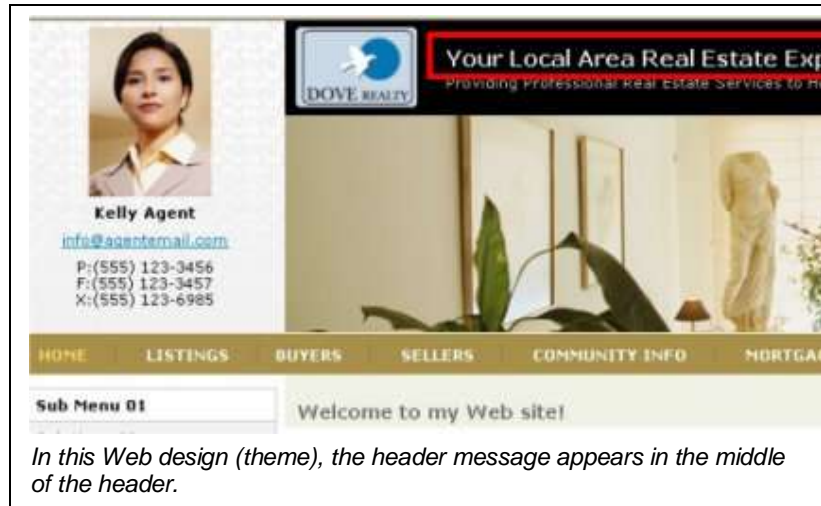 Your Local Area Real Estate Exp
Providing Professional Real Estate Services to H
DOVE REALTY
Kelly Agent
info@agentemail.com
P:(555) 123-3456
F:(555) 123-3457
X:(555) 123-6985
HOME LISTINGS BUYERS SELLERS COMMUNITY INFO MORTGA
Sub Menu 01
Welcome to my Web site!
In this Web design (theme), the header message appears in the middle
of the header.